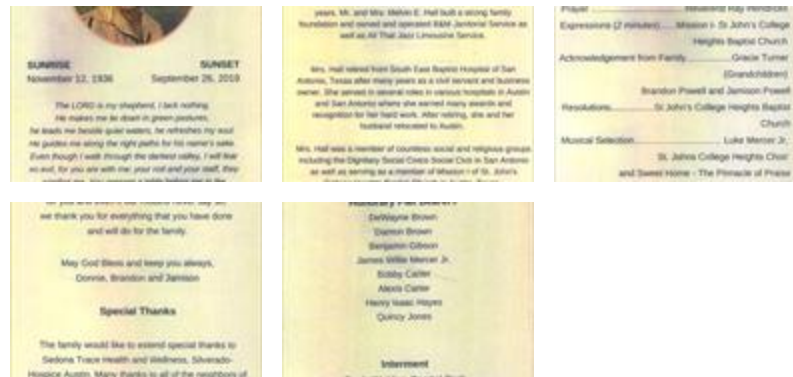 SUNRISE SUNSET
November 12, 1936 September 26, 2019
The LORD is my shepherd, I lack nothing.
He makes me lie down in green pastures,
he leads me beside quiet waters, he refreshes my soul.
He guides me along the right paths for his name's sake.
Even though I walk through the darkest valley, I will fear
no evil, for you are with me; your rod and your staff, they
years, Mr. and Mrs. Melvin E. Hall built a strong family
foundation and owned and operated B&M Janitorial Service as
well as All That Jazz Limousine Service.
Mrs. Hall retired from South East Baptist Hospital of San
Antonio, Texas after many years as a civil servant and business
owner. She served in several roles in various hospitals in Austin
and San Antonio where she earned many awards and
recognition for her hard work. After retiring, she and her
husband relocated to Austin.
Mrs. Hall was a member of countless social and religious groups
including the Dignitary Social Civics Social Club in San Antonio
as well as serving as a member of Mission I of St. John's
Prayer Reverend Ray Hendricks
Expressions (2 minutes) Mission I- St John's College
Heights Baptist Church
Acknowledgement from Family Gracie Turner
(Grandchildren)
Brandon Powell and Jamison Powell
Resolutions St John's College Heights Baptist
Church
Musical Selection Luke Mercer Jr.
St. Johns College Heights Choir
and Sweet Home - The Pinnacle of Praise
we thank you for everything that you have done
and will do for the family.
May God Bless and keep you always,
Donnie, Brandon and Jamison
Special Thanks
The family would like to extend special thanks to
Sedona Trace Health and Wellness, Silverado-
Hospice Austin. Many thanks to all of the neighbors of
Honorary Pall Bearers
DeWayne Brown
Damon Brown
Benjamin Gibson
James Willie Mercer Jr.
Bobby Carter
Alexis Carter
Henry Isaac Hayes
Quincy Jones
Interment